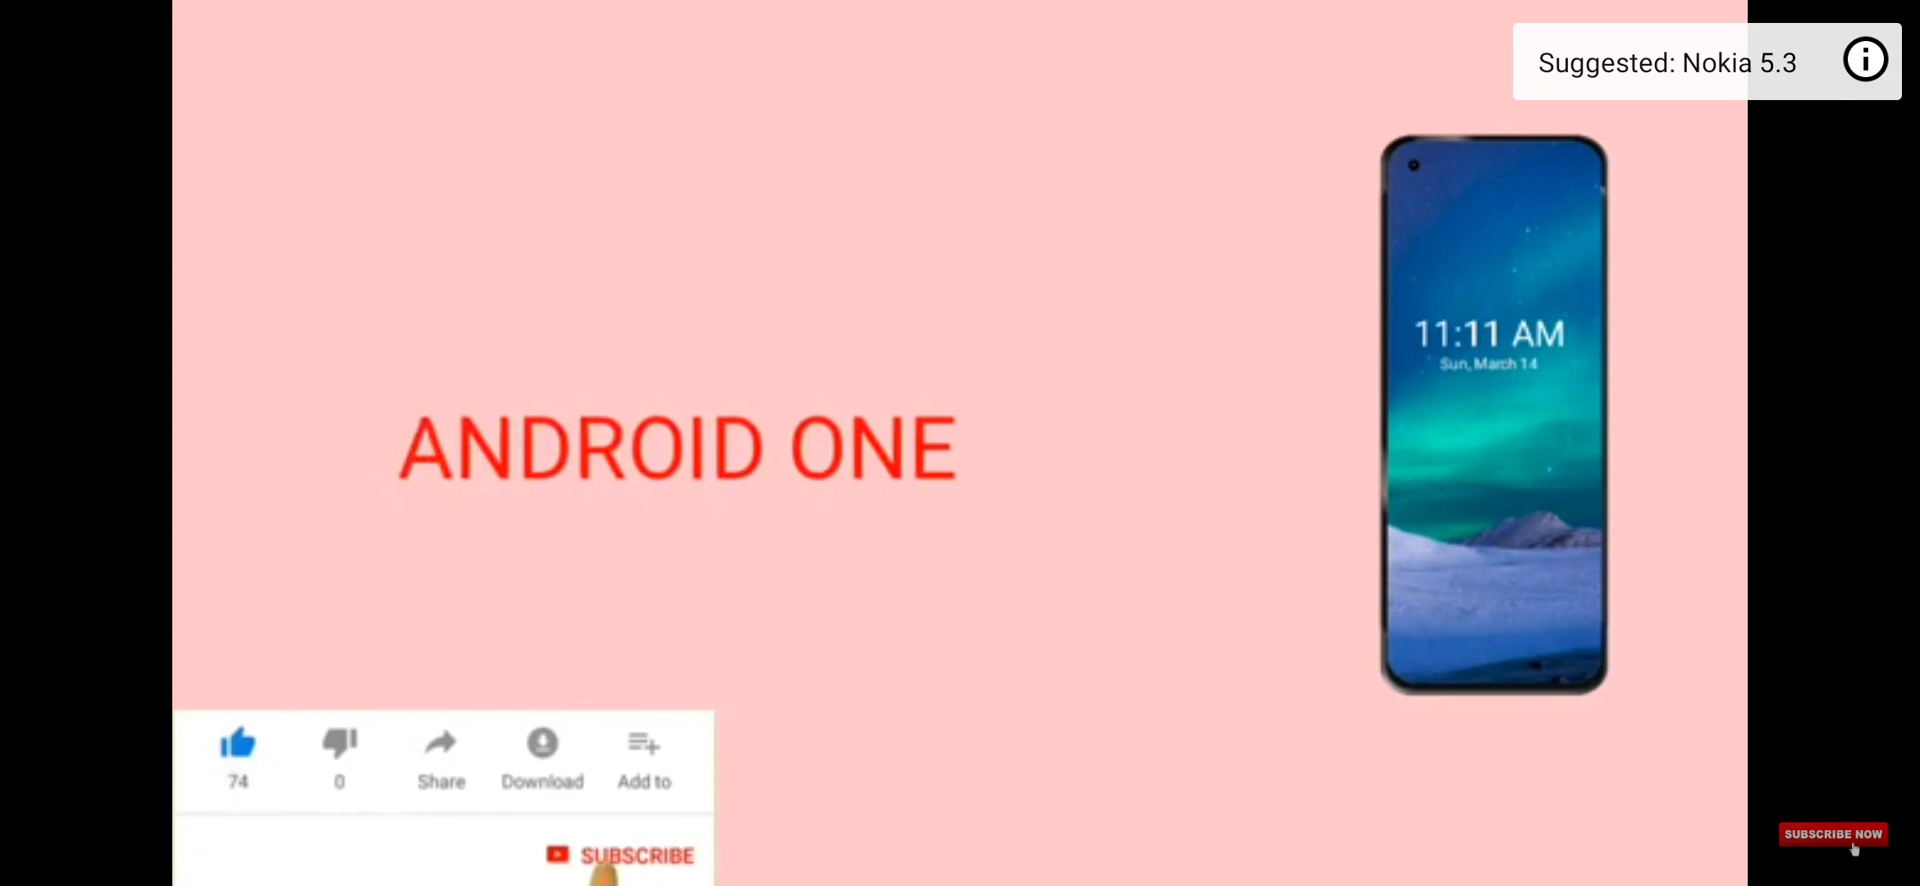 Suggested: Nokia 5.3
11:11 AM
Sun, March 14
ANDROID ONE
74
0
Share
Download
Add to
SUBSCRIBE
SUBSCRIBE NOW